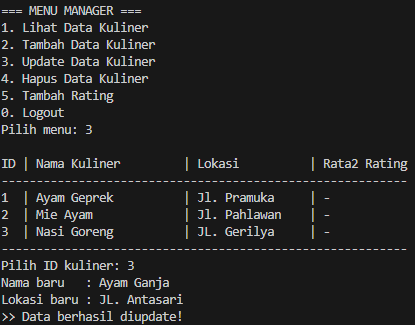 === MENU MANAGER ===
1. Lihat Data Kuliner
2. Tambah Data Kuliner
3. Update Data Kuliner
4. Hapus Data Kuliner
5. Tambah Rating
0. Logout
Pilih menu: 3
ID | Nama Kuliner | Lokasi | Rata2 Rating
--------------------------------------------------------
1 | Ayam Geprek | Jl. Pramuka | -
2 | Mie Ayam | Jl. Pahlawan | -
3 | Nasi Goreng | JL. Gerilya | -
--------------------------------------------------------
Pilih ID kuliner: 3
Nama baru : Ayam Ganja
Lokasi baru : JL. Antasari
>> Data berhasil diupdate!